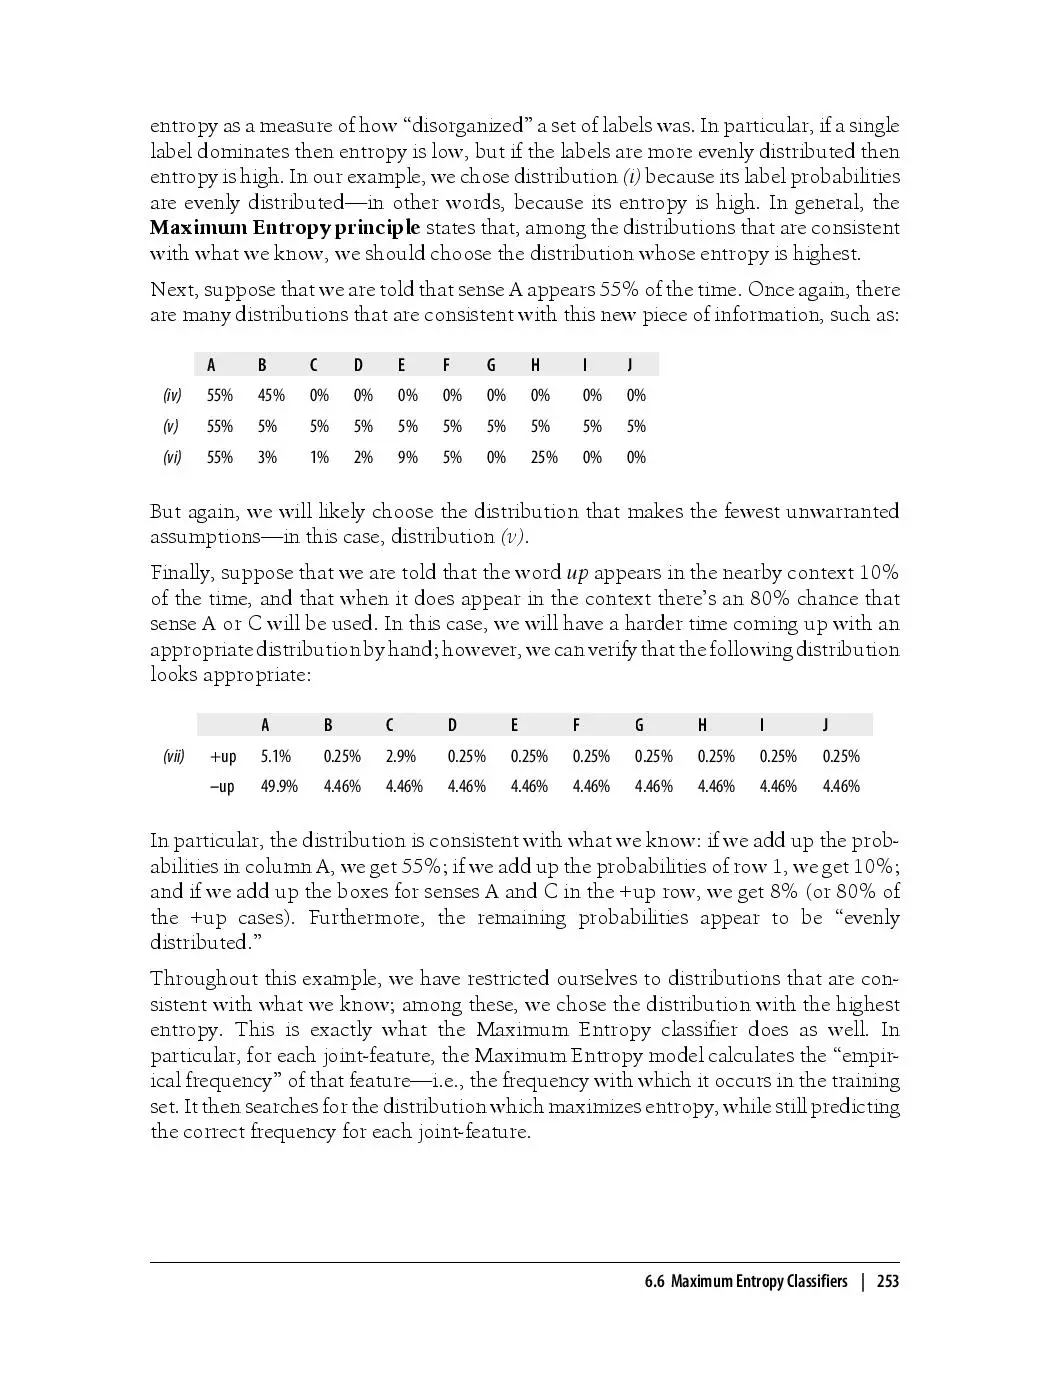 entropy as a measure of how “disorganized” a set of labels was. In particular, if a single
label dominates then entropy is low, but if the labels are more evenly distributed then
entropy is high. In our example, we chose distribution (i) because its label probabilities
are evenly distributed—in other words, because its entropy is high. In general, the
Maximum Entropy principle states that, among the distributions that are consistent
with what we know, we should choose the distribution whose entropy is highest.
Next, suppose that we are told that sense A appears 55% of the time. Once again, there
are many distributions that are consistent with this new piece of information, such as:
A B C D E F G H I J
(iv) 55% 45% 0% 0% 0% 0% 0% 0% 0% 0%
(v) 55% 5% 5% 5% 5% 5% 5% 5% 5% 5%
(vi) 55% 3% 1% 2% 9% 5% 0% 25% 0% 0%
But again, we will likely choose the distribution that makes the fewest unwarranted
assumptions—in this case, distribution (v).
Finally, suppose that we are told that the word up appears in the nearby context 10%
of the time, and that when it does appear in the context there’s an 80% chance that
sense A or C will be used. In this case, we will have a harder time coming up with an
appropriate distribution by hand; however, we can verify that the following distribution
looks appropriate:
A B C D E F G H I J
(vii) +up 5.1% 0.25% 2.9% 0.25% 0.25% 0.25% 0.25% 0.25% 0.25% 0.25%
–up 49.9% 4.46% 4.46% 4.46% 4.46% 4.46% 4.46% 4.46% 4.46% 4.46%
In particular, the distribution is consistent with what we know: if we add up the prob-
abilities in column A, we get 55%; if we add up the probabilities of row 1, we get 10%;
and if we add up the boxes for senses A and C in the +up row, we get 8% (or 80% of
the +up cases). Furthermore, the remaining probabilities appear to be “evenly
distributed.”
Throughout this example, we have restricted ourselves to distributions that are con-
sistent with what we know; among these, we chose the distribution with the highest
entropy. This is exactly what the Maximum Entropy classifier does as well. In
particular, for each joint-feature, the Maximum Entropy model calculates the “empir-
ical frequency” of that feature—i.e., the frequency with which it occurs in the training
set. It then searches for the distribution which maximizes entropy, while still predicting
the correct frequency for each joint-feature.
6.6 Maximum Entropy Classifiers | 253